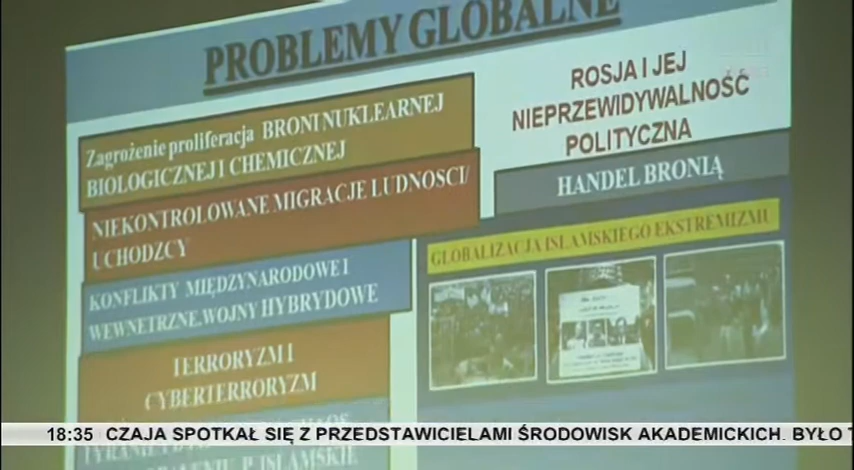 PROBLEMY GLOBALNE
Zagrożenie proliferacja BRONI NUKLEARNEJ
BIOLOGICZNEJ I CHEMICZNEJ
NIEKONTROLOWANE MIGRACJE LUDNOSCI/
UCHODZCY
KONFLIKTY MIĘDZYNARODOWE I
WEWNETRZNE,WOJNY HYBRYDOWE
TERRORYZM I
CYBERTERRORYZM
P. ISLAMSKIE
ROSJA I JEJ
NIEPRZEWIDYWALNOŚĆ
POLITYCZNA
HANDEL BRONIĄ
GLOBALIZACJA ISLAMSKIEGO EKSTREMIZMU
18:35 CZAJA SPOTKAŁ SIĘ Z PRZEDSTAWICIELAMI ŚRODOWISK AKADEMICKICH. BYŁO